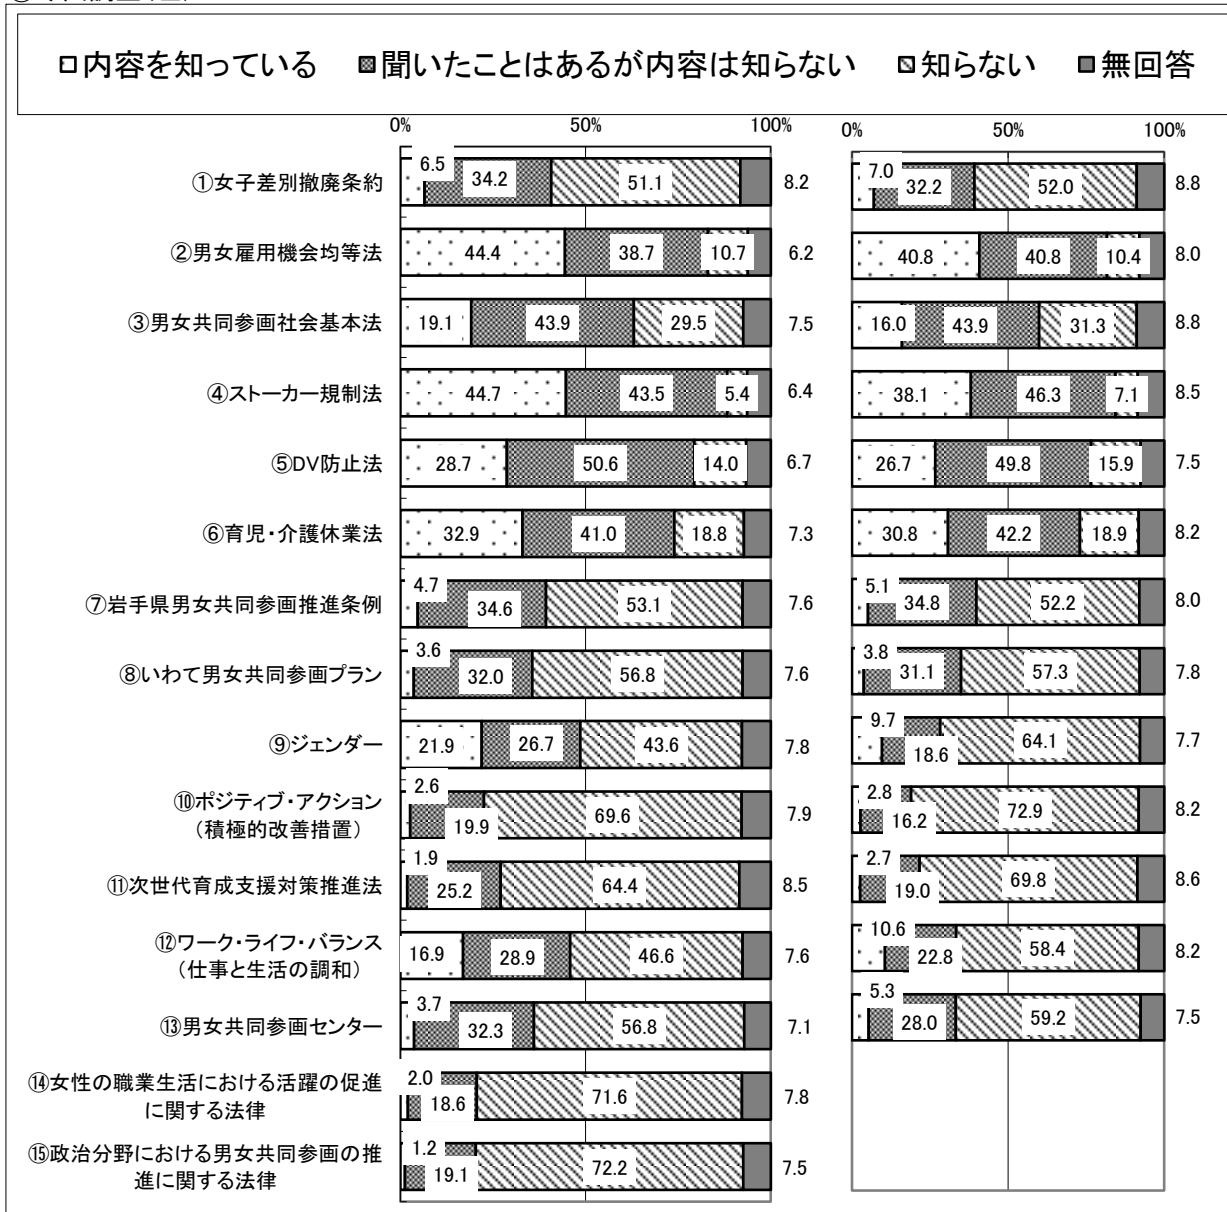 □内容を知っている ▩聞いたことはあるが内容は知らない ▧知らない ■無回答
0% 50% 100% 0% 50% 100%
①女子差別撤廃条約 6.5 34.2 51.1 8.2 7.0 32.2 52.0 8.8
②男女雇用機会均等法 44.4 38.7 10.7 6.2 40.8 40.8 10.4 8.0
③男女共同参画社会基本法 19.1 43.9 29.5 7.5 16.0 43.9 31.3 8.8
④ストーカー規制法 44.7 43.5 5.4 6.4 38.1 46.3 7.1 8.5
⑤DV防止法 28.7 50.6 14.0 6.7 26.7 49.8 15.9 7.5
⑥育児・介護休業法 32.9 41.0 18.8 7.3 30.8 42.2 18.9 8.2
⑦岩手県男女共同参画推進条例 4.7 34.6 53.1 7.6 5.1 34.8 52.2 8.0
⑧いわて男女共同参画プラン 3.6 32.0 56.8 7.6 3.8 31.1 57.3 7.8
⑨ジェンダー 21.9 26.7 43.6 7.8 9.7 18.6 64.1 7.7
⑩ポジティブ・アクション
（積極的改善措置） 2.6 19.9 69.6 7.9 2.8 16.2 72.9 8.2
⑪次世代育成支援対策推進法 1.9 25.2 64.4 8.5 2.7 19.0 69.8 8.6
⑫ワーク・ライフ・バランス
（仕事と生活の調和） 16.9 28.9 46.6 7.6 10.6 22.8 58.4 8.2
⑬男女共同参画センター 3.7 32.3 56.8 7.1 5.3 28.0 59.2 7.5
⑭女性の職業生活における活躍の促進
に関する法律 2.0 18.6 71.6 7.8
⑮政治分野における男女共同参画の推
進に関する法律 1.2 19.1 72.2 7.5